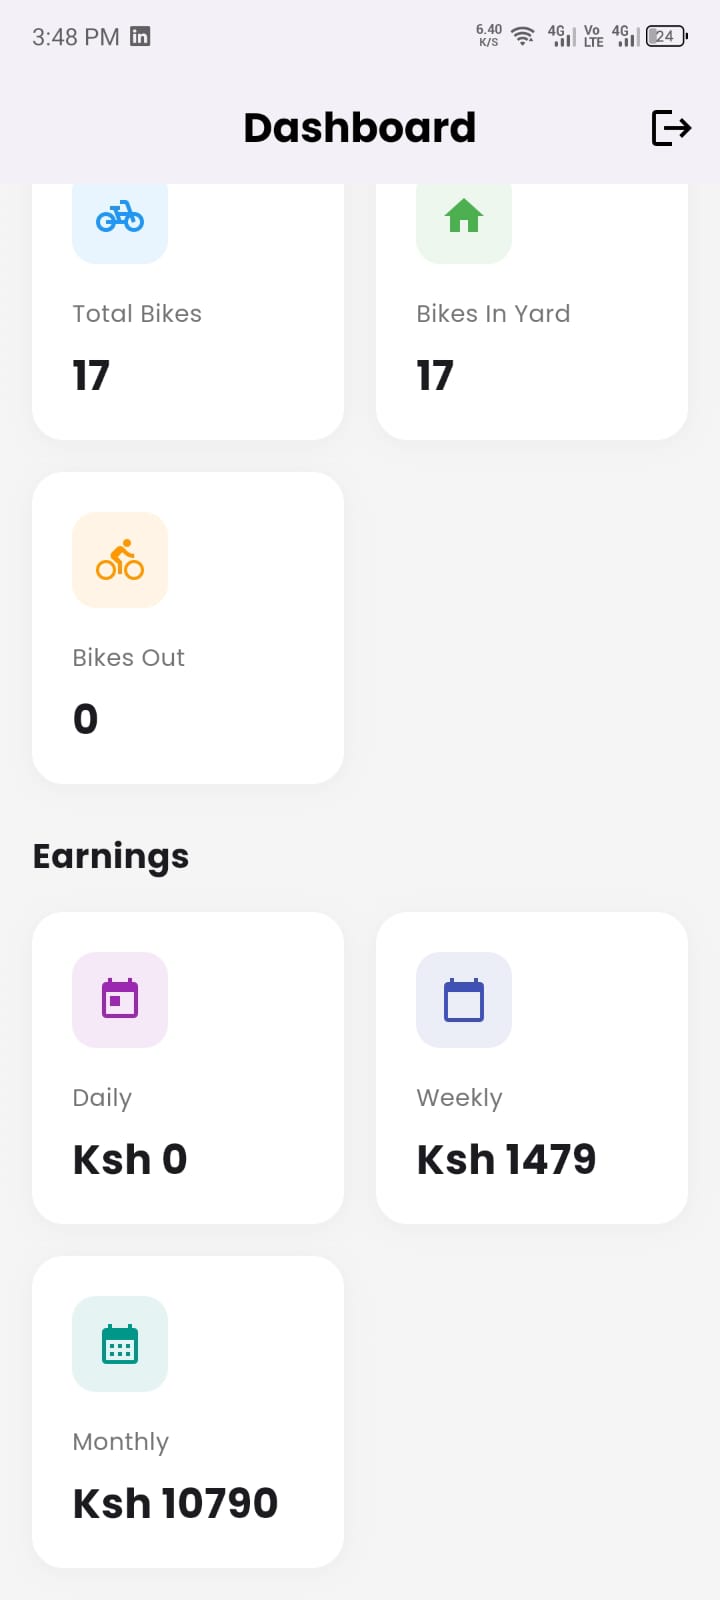 3:48 PM in 6.40 K/S 4G Vo LTE 4G 24
Dashboard
Total Bikes Bikes In Yard
17 17
Bikes Out
0
Earnings
Daily Weekly
Ksh 0 Ksh 1479
Monthly
Ksh 10790